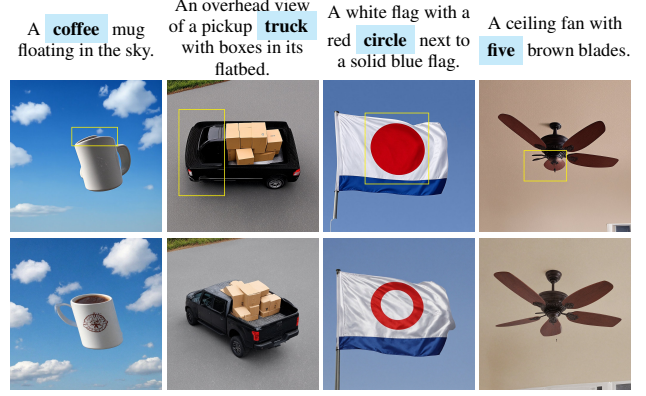 A coffee mug
floating in the sky.
An overhead view
of a pickup truck
with boxes in its
flatbed.
A white flag with a
red circle next to
a solid blue flag.
A ceiling fan with
five brown blades.